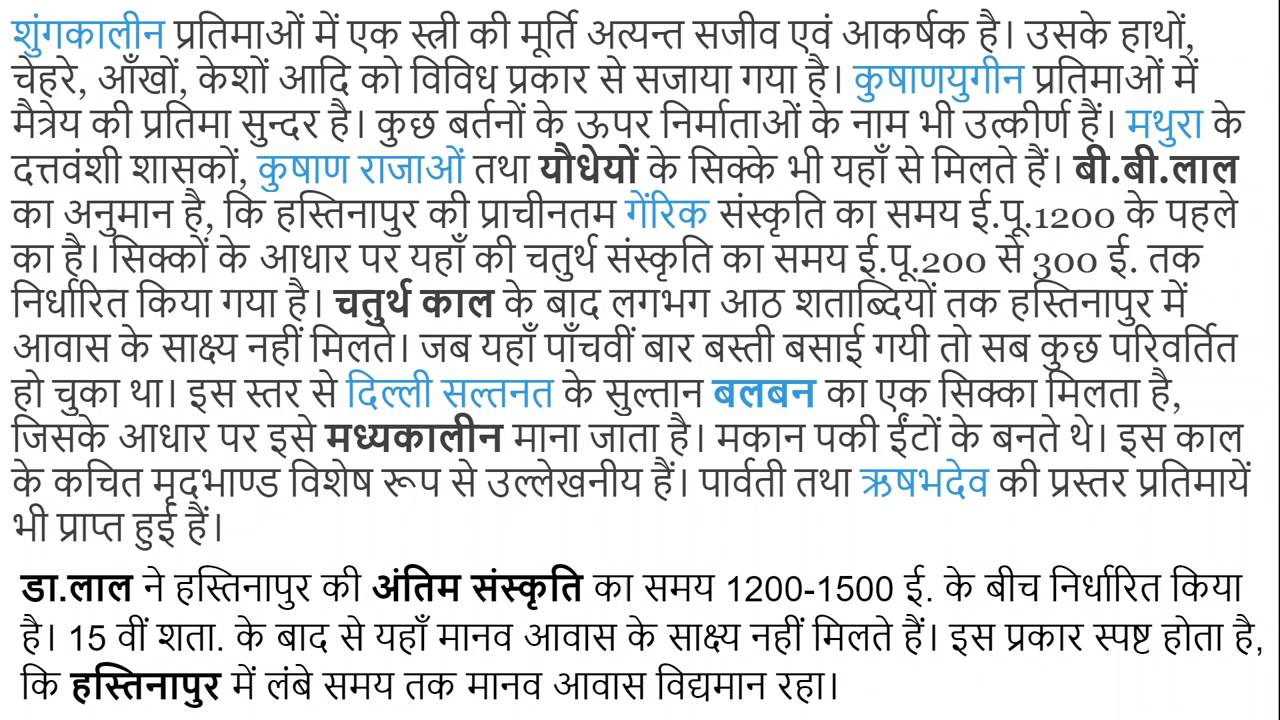 शुंगकालीन प्रतिमाओं में एक स्त्री की मूर्ति अत्यन्त सजीव एवं आकर्षक है। उसके हाथों,
चेहरे, आँखों, केशों आदि को विविध प्रकार से सजाया गया है। कुषाणयुगीन प्रतिमाओं में
मैत्रेय की प्रतिमा सुन्दर है। कुछ बर्तनों के ऊपर निर्माताओं के नाम भी उत्कीर्ण हैं। मथुरा के
दत्तवंशी शासकों, कुषाण राजाओं तथा यौधेयों के सिक्के भी यहाँ से मिलते हैं। बी.बी.लाल
का अनुमान है, कि हस्तिनापुर की प्राचीनतम गेंरिक संस्कृति का समय ई.पू.1200 के पहले
का है। सिक्कों के आधार पर यहाँ की चतुर्थ संस्कृति का समय ई.पू.200 से 300 ई. तक
निर्धारित किया गया है। चतुर्थ काल के बाद लगभग आठ शताब्दियों तक हस्तिनापुर में
आवास के साक्ष्य नहीं मिलते। जब यहाँ पाँचवीं बार बस्ती बसाई गयी तो सब कुछ परिवर्तित
हो चुका था। इस स्तर से दिल्ली सल्तनत के सुल्तान बलबन का एक सिक्का मिलता है,
जिसके आधार पर इसे मध्यकालीन माना जाता है। मकान पकी ईंटों के बनते थे। इस काल
के कचित मृदभाण्ड विशेष रूप से उल्लेखनीय हैं। पार्वती तथा ऋषभदेव की प्रस्तर प्रतिमायें
भी प्राप्त हुई हैं।
डा.लाल ने हस्तिनापुर की अंतिम संस्कृति का समय 1200-1500 ई. के बीच निर्धारित किया
है। 15 वीं शता. के बाद से यहाँ मानव आवास के साक्ष्य नहीं मिलते हैं। इस प्रकार स्पष्ट होता है,
कि हस्तिनापुर में लंबे समय तक मानव आवास विद्यमान रहा।